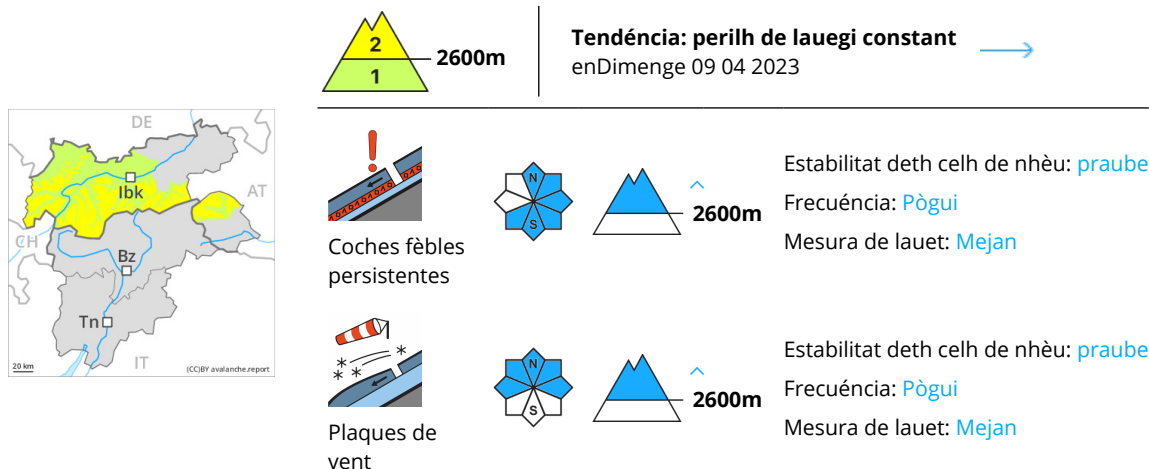 2
1
2600m
Tendéncia: perilh de lauegi constant
enDimenge 09 04 2023
DE
Ibk
AT
CH
Bz
Tn
IT
20 km
(CC)BY avalanche.report
Coches fèbles
persistentes
N
S
2600m
Estabilitat deth celh de nhèu: praube
Frecuéncia: Pògui
Mesura de lauet: Mejan
Plaques de
vent
N
S
2600m
Estabilitat deth celh de nhèu: praube
Frecuéncia: Pògui
Mesura de lauet: Mejan